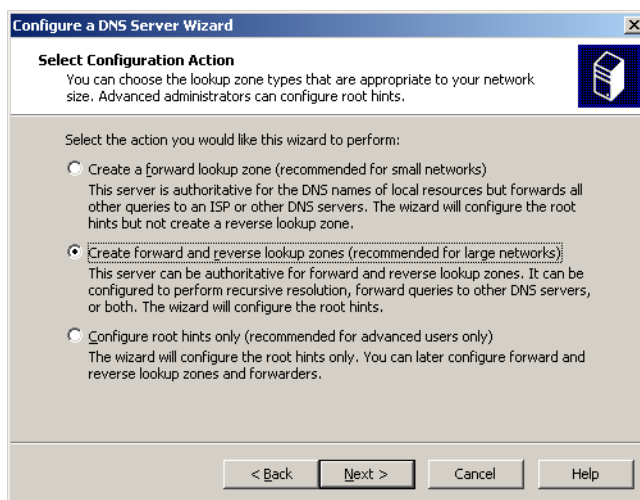 Configure a DNS Server Wizard
Select Configuration Action
You can choose the lookup zone types that are appropriate to your network
size. Advanced administrators can configure root hints.
Select the action you would like this wizard to perform:
Create a forward lookup zone (recommended for small networks)
This server is authoritative for the DNS names of local resources but forwards all
other queries to an ISP or other DNS servers. The wizard will configure the root
hints but not create a reverse lookup zone.
Create forward and reverse lookup zones (recommended for large networks)
This server can be authoritative for forward and reverse lookup zones. It can be
configured to perform recursive resolution, forward queries to other DNS servers,
or both. The wizard will configure the root hints.
Configure root hints only (recommended for advanced users only)
The wizard will configure the root hints only. You can later configure forward and
reverse lookup zones and forwarders.
< Back Next > Cancel Help